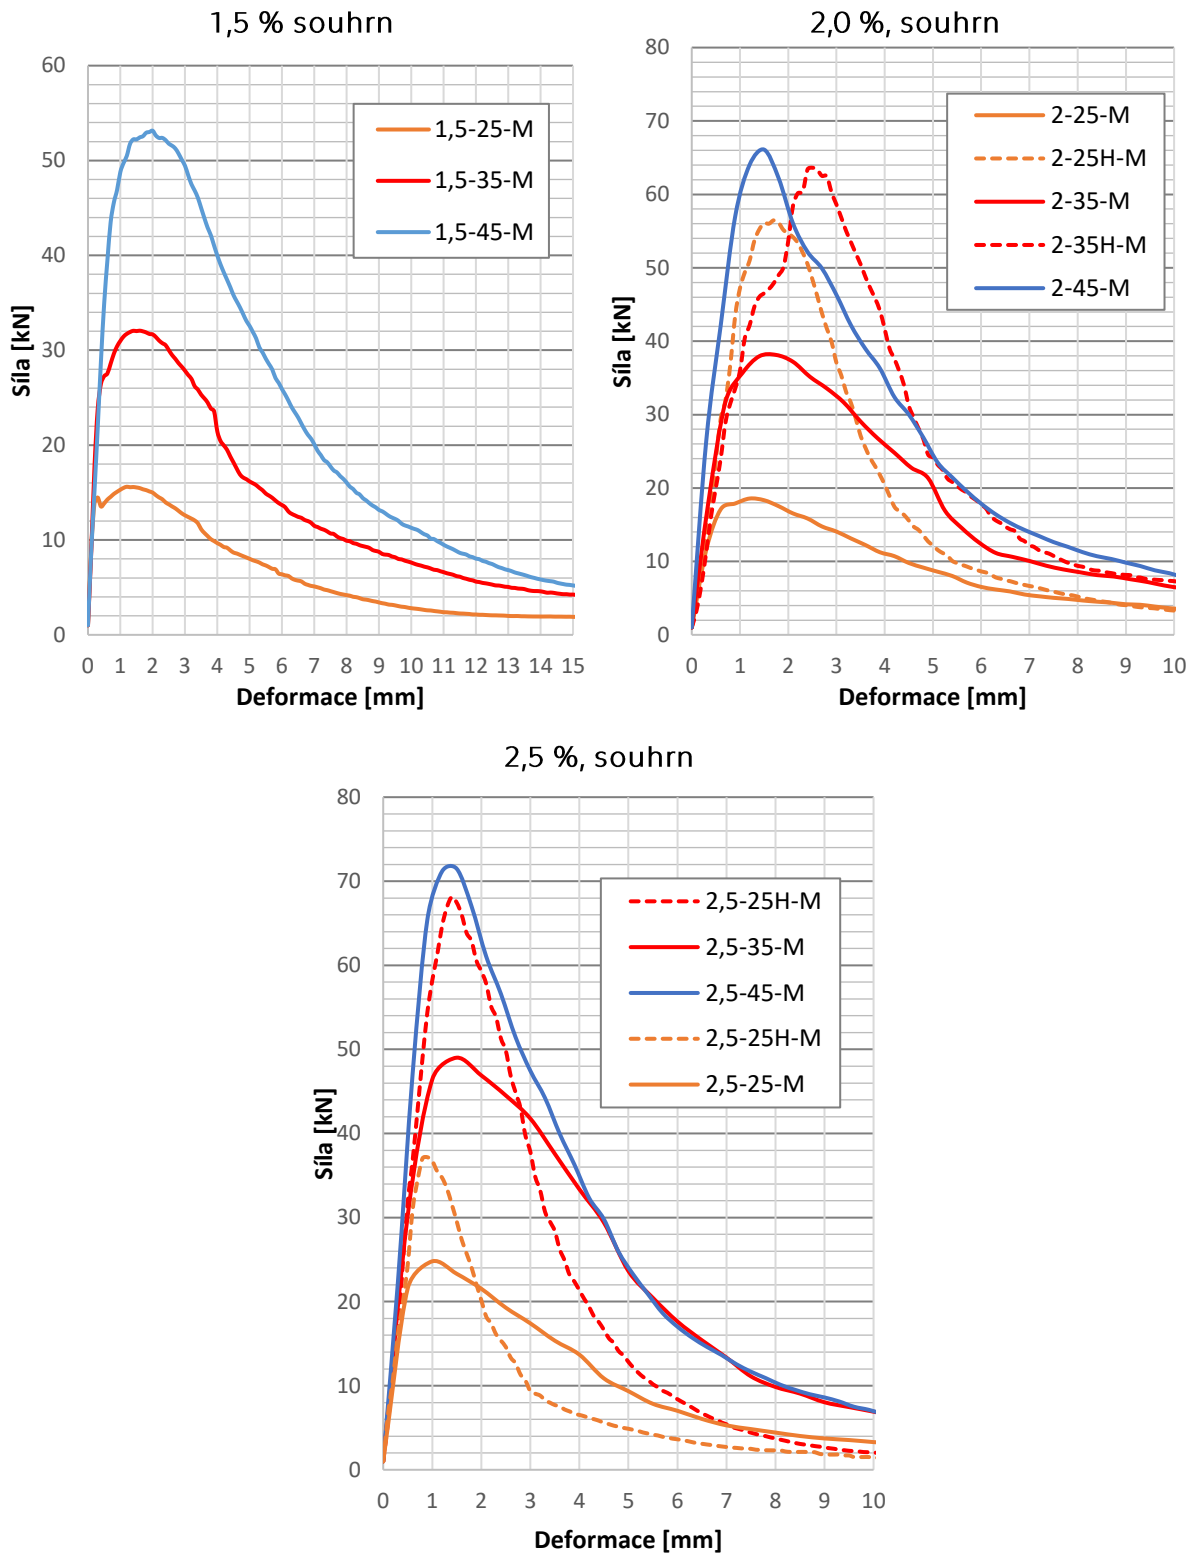 1,5 % souhrn
60
50
40
30
20
10
0
Síla [kN]
1,5-25-M
1,5-35-M
1,5-45-M
0 1 2 3 4 5 6 7 8 9 10 11 12 13 14 15
Deformace [mm]
2,0 %, souhrn
80
70
60
50
40
30
20
10
0
Síla [kN]
2-25-M
2-25H-M
2-35-M
2-35H-M
2-45-M
0 1 2 3 4 5 6 7 8 9 10
Deformace [mm]
2,5 %, souhrn
80
70
60
50
40
30
20
10
0
Síla [kN]
2,5-25H-M
2,5-35-M
2,5-45-M
2,5-25H-M
2,5-25-M
0 1 2 3 4 5 6 7 8 9 10
Deformace [mm]